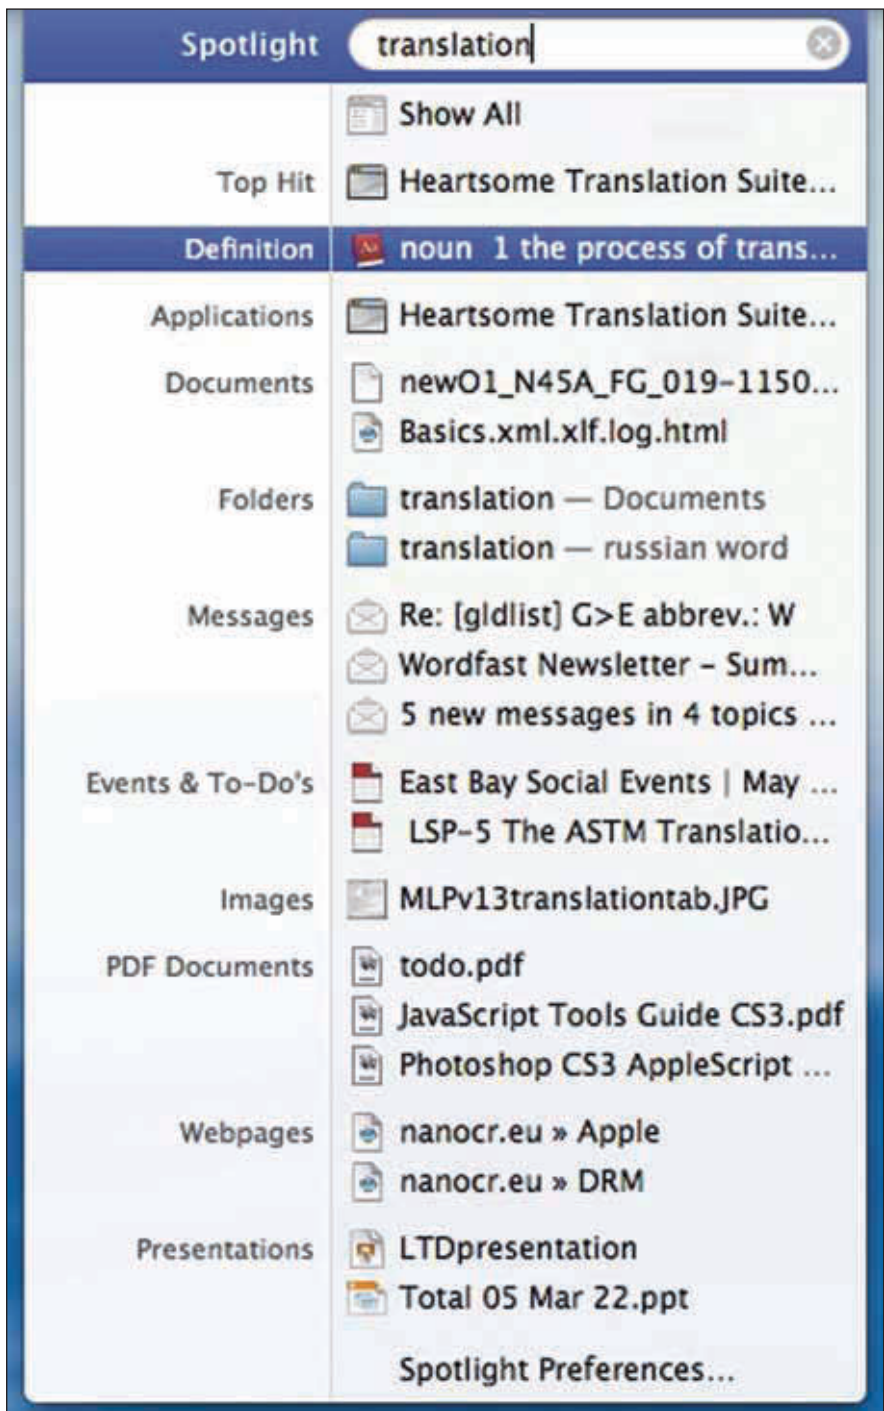 Spotlight translation
Show All
Top Hit Heartsome Translation Suite...
Definition noun 1 the process of trans...
Applications Heartsome Translation Suite...
Documents newO1_N45A_FG_019-1150...
Basics.xml.xlf.log.html
Folders translation — Documents
translation — russian word
Messages Re: [gldlist] G>E abbrev.: W
Wordfast Newsletter – Sum...
5 new messages in 4 topics ...
Events & To-Do's East Bay Social Events | May ...
LSP-5 The ASTM Translatio...
Images MLPv13translationtab.JPG
PDF Documents todo.pdf
JavaScript Tools Guide CS3.pdf
Photoshop CS3 AppleScript ...
Webpages nanocr.eu » Apple
nanocr.eu » DRM
Presentations LTDpresentation
Total 05 Mar 22.ppt
Spotlight Preferences...